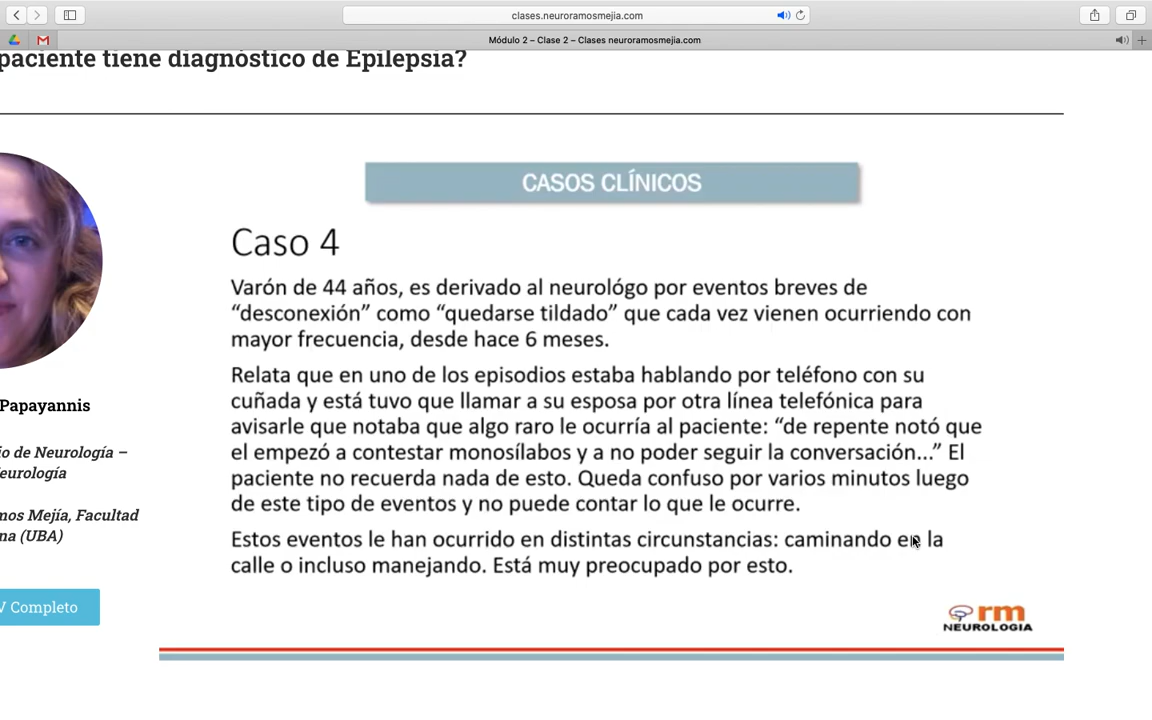 clases.neuroramosmejia.com
Módulo 2 – Clase 2 – Clases neuroramosmejia.com
paciente tiene diagnóstico de Epilepsia?
CASOS CLÍNICOS
Caso 4
Varón de 44 años, es derivado al neurológo por eventos breves de
“desconexión” como “quedarse tildado” que cada vez vienen ocurriendo con
mayor frecuencia, desde hace 6 meses.
Relata que en uno de los episodios estaba hablando por teléfono con su
cuñada y está tuvo que llamar a su esposa por otra línea telefónica para
avisarle que notaba que algo raro le ocurría al paciente: “de repente notó que
el empezó a contestar monosílabos y a no poder seguir la conversación...” El
paciente no recuerda nada de esto. Queda confuso por varios minutos luego
de este tipo de eventos y no puede contar lo que le ocurre.
Estos eventos le han ocurrido en distintas circunstancias: caminando en la
calle o incluso manejando. Está muy preocupado por esto.
Papayannis
io de Neurología –
eurología
mos Mejía, Facultad
na (UBA)
V Completo
rm
NEUROLOGIA